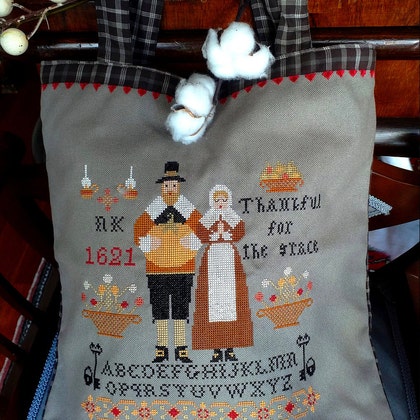 Thankful
for
the grace
NK
1621
ABCDEFGHIJKLMN
OPQRSTUVWXYZ